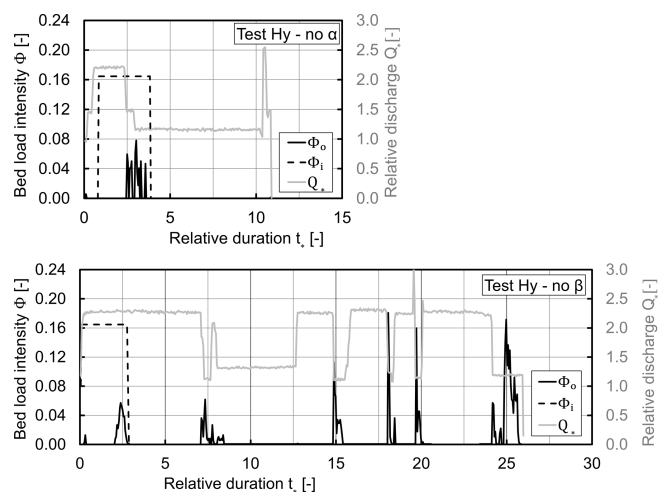 Test Hy - no α
Bed load intensity Φ [-]
0.24
0.20
0.16
0.12
0.08
0.04
0.00
3.0
2.5
2.0
1.5
1.0
0.5
0.0
Relative discharge Q⁎[-]
Φₒ
Φᵢ
Q⁎
0
5
10
15
Relative duration t⁎ [-]
Test Hy - no β
Bed load intensity Φ [-]
0.24
0.20
0.16
0.12
0.08
0.04
0.00
3.0
2.5
2.0
1.5
1.0
0.5
0.0
Relative discharge Q⁎[-]
Φₒ
Φᵢ
Q⁎
0
5
10
15
20
25
30
Relative duration t⁎ [-]